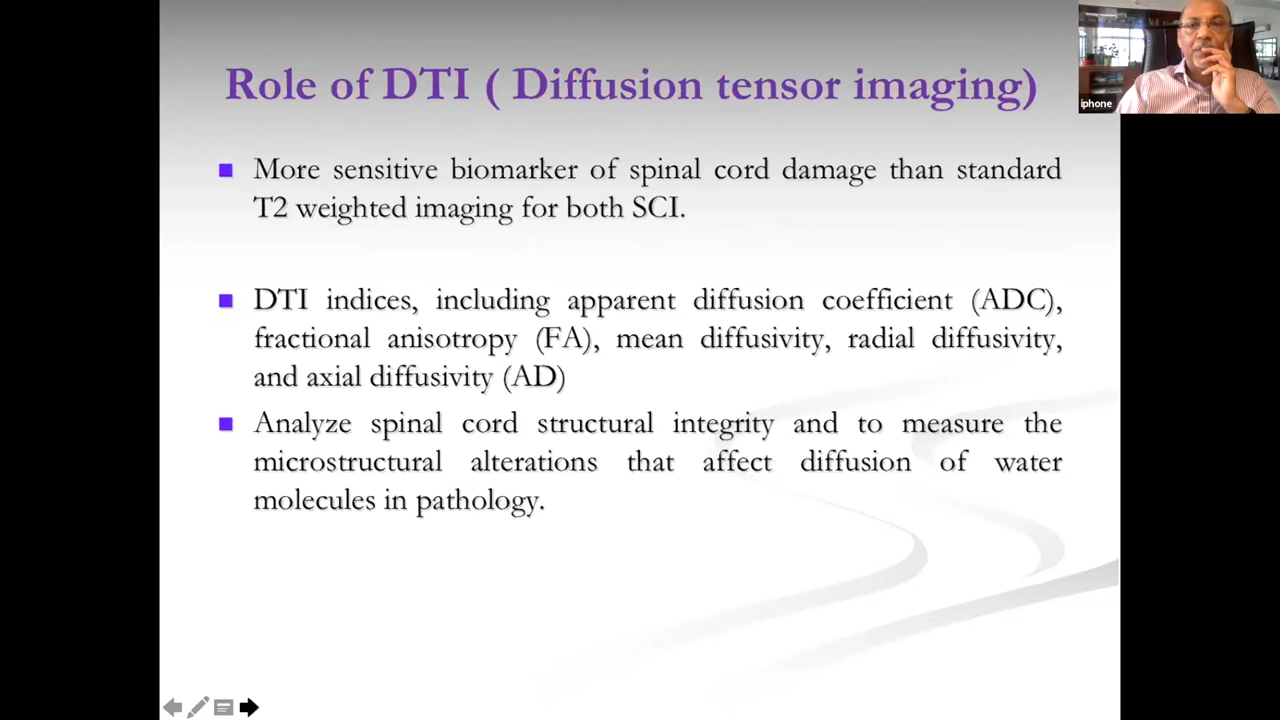 Role of DTI ( Diffusion tensor imaging)
iphone
More sensitive biomarker of spinal cord damage than standard
T2 weighted imaging for both SCI.
DTI indices, including apparent diffusion coefficient (ADC),
fractional anisotropy (FA), mean diffusivity, radial diffusivity,
and axial diffusivity (AD)
Analyze spinal cord structural integrity and to measure the
microstructural alterations that affect diffusion of water
molecules in pathology.